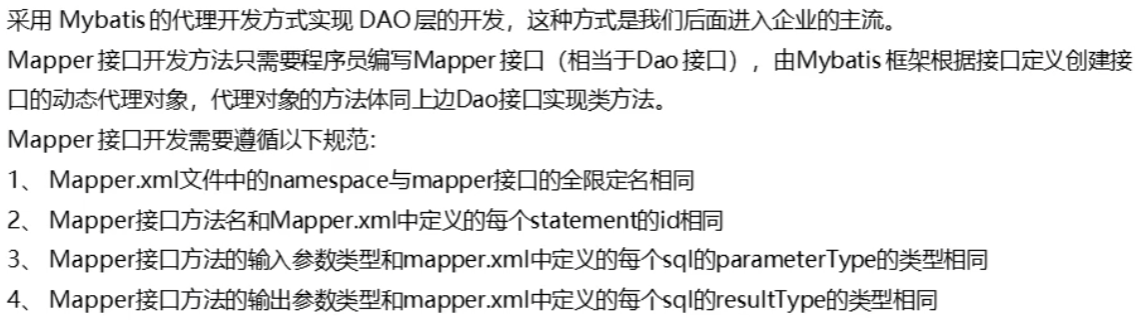 采用 Mybatis 的代理开发方式实现 DAO 层的开发，这种方式是我们后面进入企业的主流。
Mapper 接口开发方法只需要程序员编写Mapper 接口（相当于Dao 接口），由Mybatis 框架根据接口定义创建接
口的动态代理对象，代理对象的方法体同上边Dao接口实现类方法。
Mapper 接口开发需要遵循以下规范：
1、 Mapper.xml文件中的namespace与mapper接口的全限定名相同
2、 Mapper接口方法名和Mapper.xml中定义的每个statement的id相同
3、 Mapper接口方法的输入参数类型和mapper.xml中定义的每个sql的parameterType的类型相同
4、 Mapper接口方法的输出参数类型和mapper.xml中定义的每个sql的resultType的类型相同